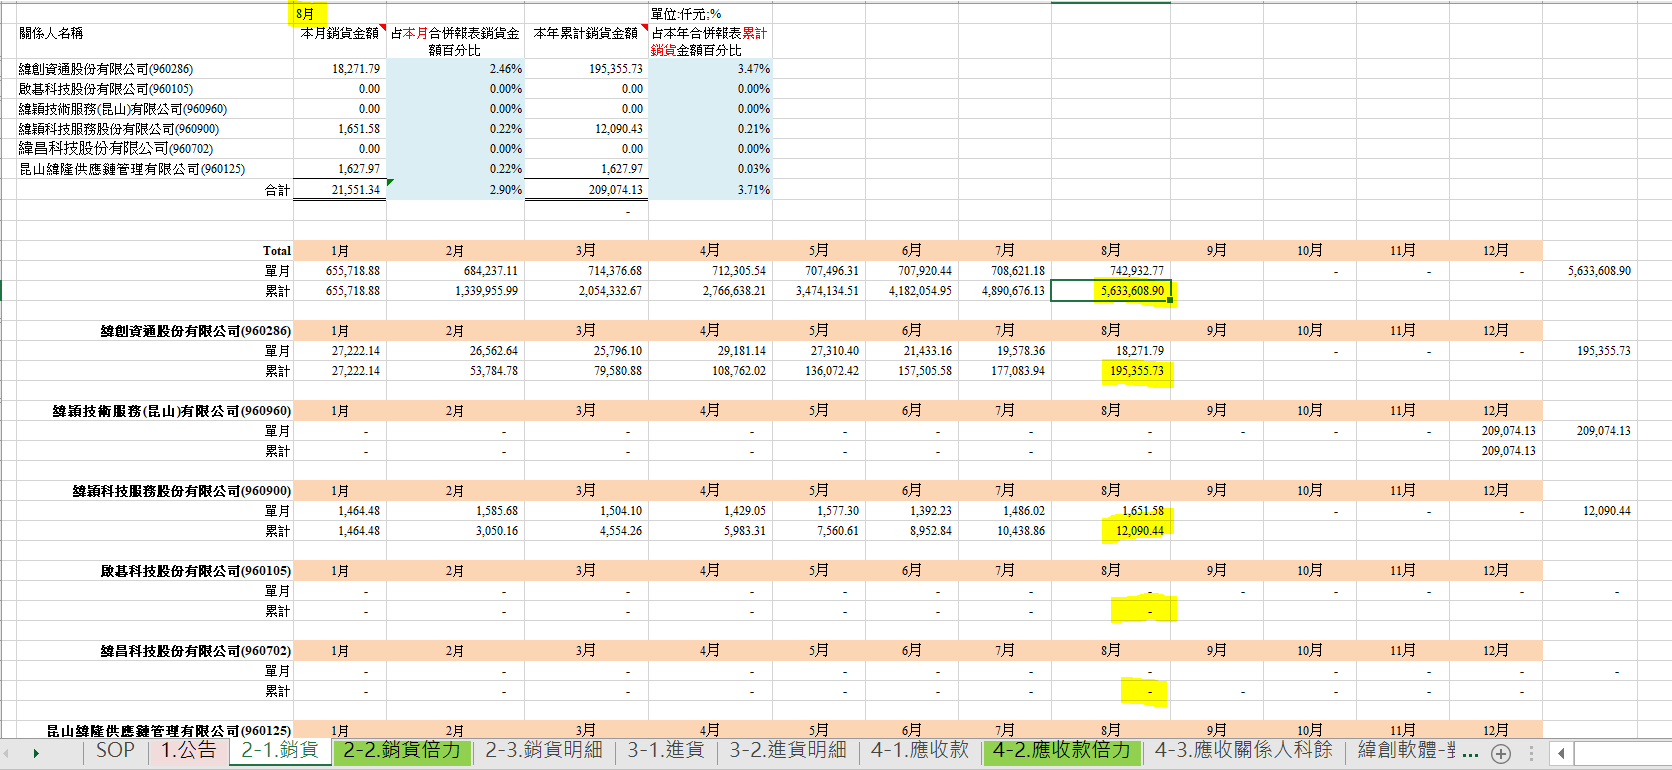 8月 單位:仟元;%
關係人名稱 本月銷貨金額 占本月合併報表銷貨金額百分比 本年累計銷貨金額 占本年合併報表累計銷貨金額百分比
緯創資通股份有限公司(960286) 18,271.79 2.46% 195,355.73 3.47%
啟碁科技股份有限公司(960105) 0.00 0.00% 0.00 0.00%
緯穎技術服務(昆山)有限公司(960960) 0.00 0.00% 0.00 0.00%
緯穎科技服務股份有限公司(960900) 1,651.58 0.22% 12,090.43 0.21%
緯昌科技股份有限公司(960702) 0.00 0.00% 0.00 0.00%
昆山緯隆供應鏈管理有限公司(960125) 1,627.97 0.22% 1,627.97 0.03%
合計 21,551.34 2.90% 209,074.13 3.71%
-
Total 1月 2月 3月 4月 5月 6月 7月 8月 9月 10月 11月 12月
單月 655,718.88 684,237.11 714,376.68 712,305.54 707,496.31 707,920.44 708,621.18 742,932.77 - - - 5,633,608.90
累計 655,718.88 1,339,955.99 2,054,332.67 2,766,638.21 3,474,134.51 4,182,054.95 4,890,676.13 5,633,608.90
緯創資通股份有限公司(960286) 1月 2月 3月 4月 5月 6月 7月 8月 9月 10月 11月 12月
單月 27,222.14 26,562.64 25,796.10 29,181.14 27,310.40 21,433.16 19,578.36 18,271.79 - - - 195,355.73
累計 27,222.14 53,784.78 79,580.88 108,762.02 136,072.42 157,505.58 177,083.94 195,355.73
緯穎技術服務(昆山)有限公司(960960) 1月 2月 3月 4月 5月 6月 7月 8月 9月 10月 11月 12月
單月 - - - - - - - - - - - 209,074.13 209,074.13
累計 - - - - - - - - 209,074.13
緯穎科技服務股份有限公司(960900) 1月 2月 3月 4月 5月 6月 7月 8月 9月 10月 11月 12月
單月 1,464.48 1,585.68 1,504.10 1,429.05 1,577.30 1,392.23 1,486.02 1,651.58 - - - 12,090.44
累計 1,464.48 3,050.16 4,554.26 5,983.31 7,560.61 8,952.84 10,438.86 12,090.44
啟碁科技股份有限公司(960105) 1月 2月 3月 4月 5月 6月 7月 8月 9月 10月 11月 12月
單月 - - - - - - - - - - - - -
累計 - - - - - - - -
緯昌科技股份有限公司(960702) 1月 2月 3月 4月 5月 6月 7月 8月 9月 10月 11月 12月
單月 - - - - - - - - - - - -
累計 - - - - - - - - - - - -
昆山緯隆供應鏈管理有限公司(960125) 1月 2月 3月 4月 5月 6月 7月 8月 9月 10月 11月 12月
SOP 1.公告 2-1.銷貨 2-2.銷貨倍力 2-3.銷貨明細 3-1.進貨 3-2.進貨明細 4-1.應收款 4-2.應收款倍力 4-3.應收關係人科餘 緯創軟體- ...